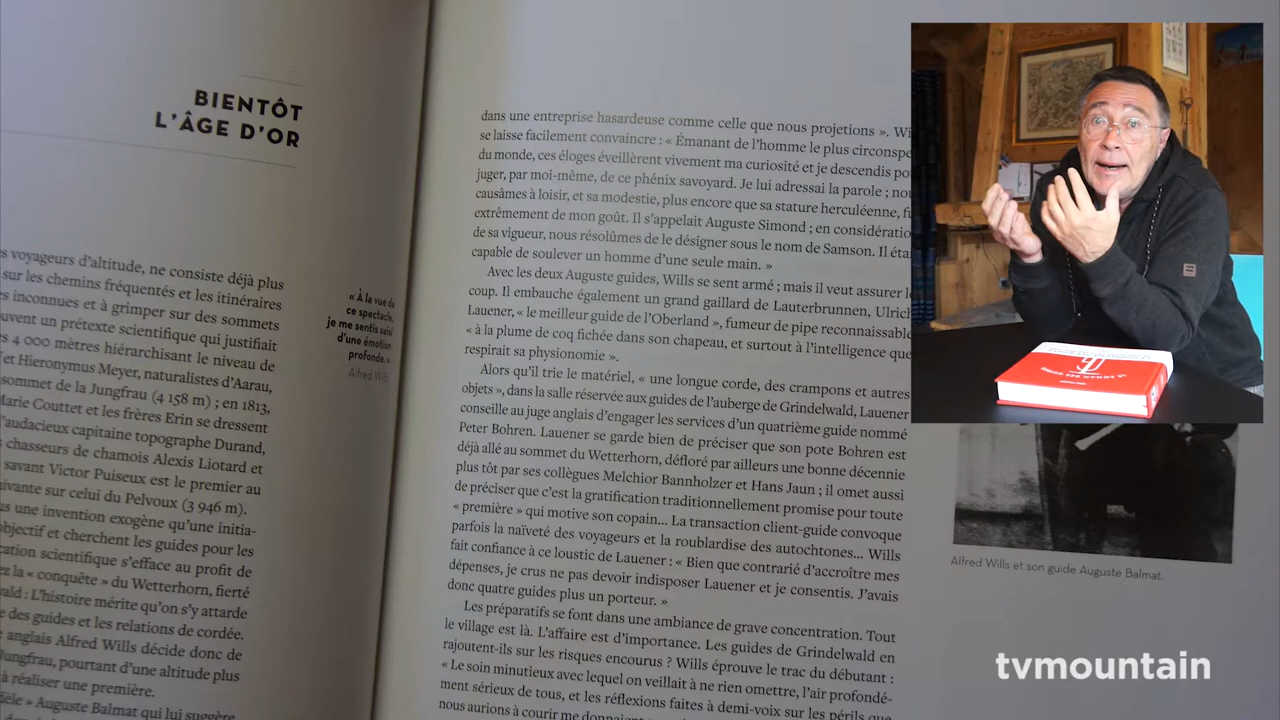 BIENTÔT
L'ÂGE D'OR
voyageurs d'altitude, ne consiste déjà plus
sur les chemins fréquentés et les itinéraires
inconnues et à grimper sur des sommets
un prétexte scientifique qui justifiait
4 000 mètres hiérarchisant le niveau de
et Hieronymus Meyer, naturalistes d'Aarau,
sommet de la Jungfrau (4 158 m) ; en 1813,
Marie Couttet et les frères Erin se dressent
l'audacieux capitaine topographe Durand,
chasseurs de chamois Alexis Liotard et
savant Victor Puiseux est le premier au
sur celui du Pelvoux (3 946 m).
une invention exogène qu'une initia-
objectif et cherchent les guides pour les
scientifique s'efface au profit de
la « conquête » du Wetterhorn, fierté
L'histoire mérite qu'on s'y attarde
des guides et les relations de cordée.
anglais Alfred Wills décide donc de
Jungfrau, pourtant d'une altitude plus
à réaliser une première.
» Auguste Balmat qui lui suggère
« À la vue de
ce spectacle,
je me sentis saisi
d'une émotion
profonde. »
Alfred Wills
dans une entreprise hasardeuse comme celle que nous projetions ». Wi
se laisse facilement convaincre : « Émanant de l'homme le plus circonspe
du monde, ces éloges éveillèrent vivement ma curiosité et je descendis po
juger, par moi-même, de ce phénix savoyard. Je lui adressai la parole ; nou
causâmes à loisir, et sa modestie, plus encore que sa stature herculéenne, fu
extrêmement de mon goût. Il s'appelait Auguste Simond ; en considératio
de sa vigueur, nous résolûmes de le désigner sous le nom de Samson. Il étai
capable de soulever un homme d'une seule main. »
Avec les deux Auguste guides, Wills se sent armé ; mais il veut assurer le
coup. Il embauche également un grand gaillard de Lauterbrunnen, Ulrich
Lauener, « le meilleur guide de l'Oberland », fumeur de pipe reconnaissable
« à la plume de coq fichée dans son chapeau, et surtout à l'intelligence que
respirait sa physionomie ».
Alors qu'il trie le matériel, « une longue corde, des crampons et autres
objets », dans la salle réservée aux guides de l'auberge de Grindelwald, Lauener
conseille au juge anglais d'engager les services d'un quatrième guide nommé
Peter Bohren. Lauener se garde bien de préciser que son pote Bohren est
déjà allé au sommet du Wetterhorn, défloré par ailleurs une bonne décennie
plus tôt par ses collègues Melchior Bannholzer et Hans Jaun ; il omet aussi
de préciser que c'est la gratification traditionnellement promise pour toute
« première » qui motive son copain... La transaction client-guide convoque
parfois la naïveté des voyageurs et la roublardise des autochtones... Wills
fait confiance à ce loustic de Lauener : « Bien que contrarié d'accroître mes
dépenses, je crus ne pas devoir indisposer Lauener et je consentis. J'avais
donc quatre guides plus un porteur. »
Les préparatifs se font dans une ambiance de grave concentration. Tout
le village est là. L'affaire est d'importance. Les guides de Grindelwald en
rajoutent-ils sur les risques encourus ? Wills éprouve le trac du débutant :
« Le soin minutieux avec lequel on veillait à ne rien omettre, l'air profondé-
ment sérieux de tous, et les réflexions faites à demi-voix sur les périls que
nous aurions à courir me donnaient
Alfred Wills et son guide Auguste Balmat.
tvmountain